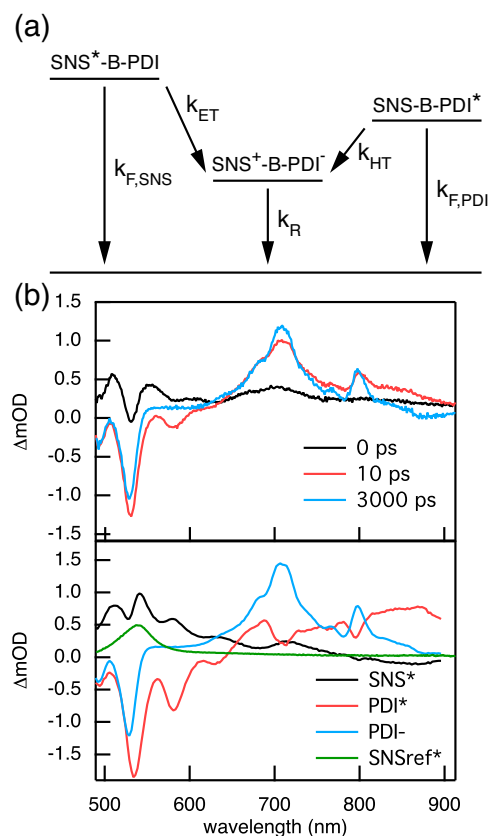 (a)
SNS*-B-PDI
SNS-B-PDI*
k_ET
k_HT
SNS+-B-PDI-
k_F,SNS
k_F,PDI
k_R
(b)
1.5
1.0
0.5
0.0
-0.5
-1.0
-1.5
ΔmOD
0 ps
10 ps
3000 ps
1.5
1.0
0.5
0.0
-0.5
-1.0
-1.5
ΔmOD
SNS*
PDI*
PDI-
SNSref*
500 600 700 800 900
wavelength (nm)